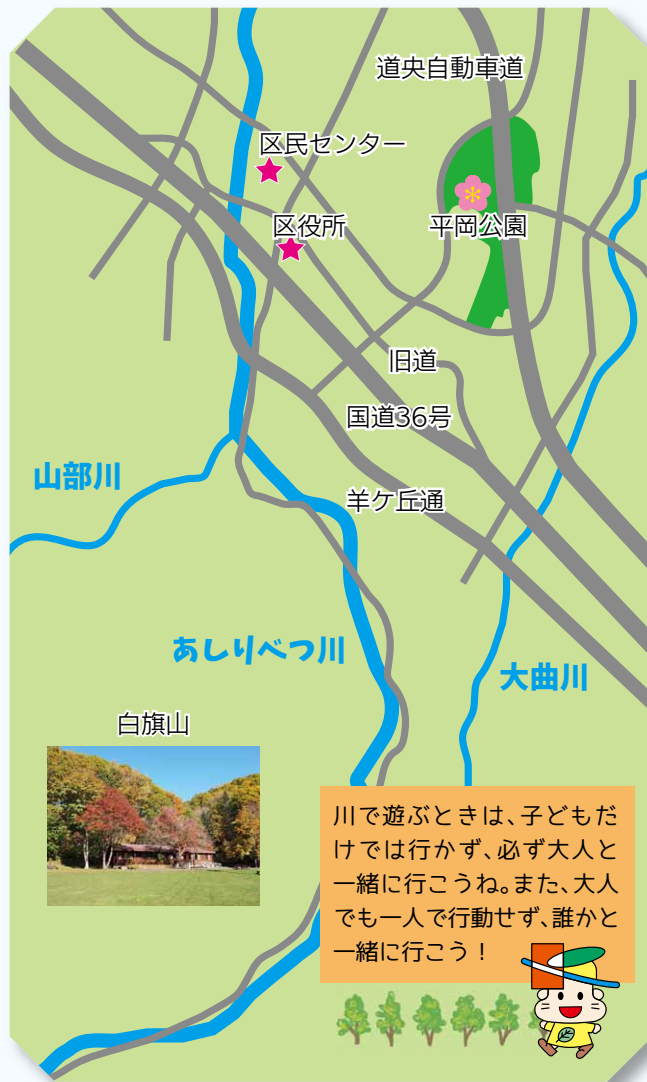 道央自動車道
区民センター
区役所
平岡公園
旧道
国道36号
山部川
羊ケ丘通
あしりべつ川
大曲川
白旗山
川で遊ぶときは、子どもだ
けでは行かず、必ず大人と
一緒に行こうね。また、大人
でも一人で行動せず、誰かと
一緒に行こう！